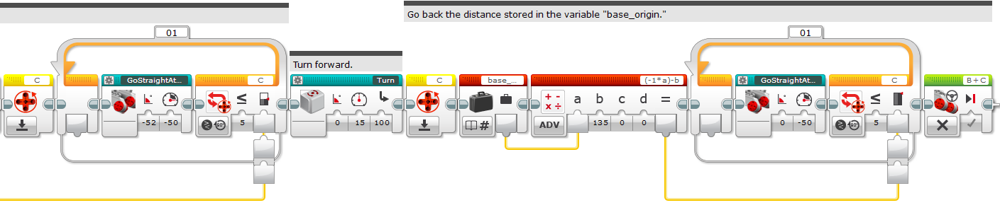 Go back the distance stored in the variable "base_origin."
01
01
Turn forward.
C
GoStraightAt...
C
Turn
C
base_...
(-1*a)-b
GoStraightAt...
C
B+C
≤
a b c d =
≤
-52 -50
5
0 15 100
#
ADV
135 0 0
0 -50
5